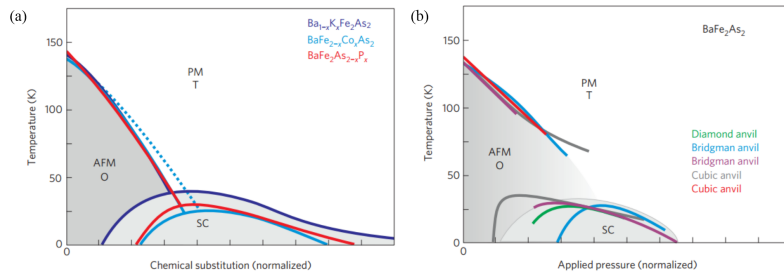 (a)
Ba₁₋ₓKₓFe₂As₂
BaFe₂₋ₓCoₓAs₂
BaFe₂As₂₋ₓPₓ
PM
T
AFM
O
SC
150
100
50
0
Temperature (K)
Chemical substitution (normalized)
(b)
BaFe₂As₂
PM
T
AFM
O
SC
Diamond anvil
Bridgman anvil
Bridgman anvil
Cubic anvil
Cubic anvil
150
100
50
0
Temperature (K)
Applied pressure (normalized)